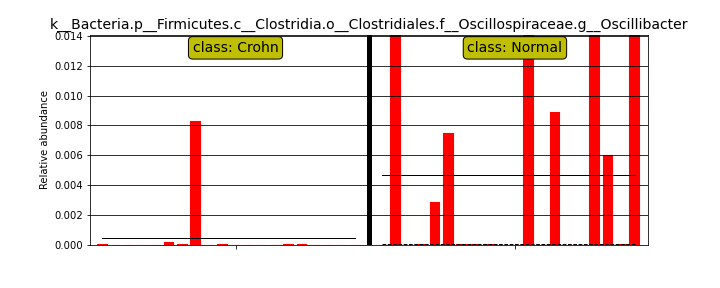 k__Bacteria.p__Firmicutes.c__Clostridia.o__Clostridiales.f__Oscillospiraceae.g__Oscillibacter
class: Crohn
class: Normal
Relative abundance
0.014
0.012
0.010
0.008
0.006
0.004
0.002
0.000